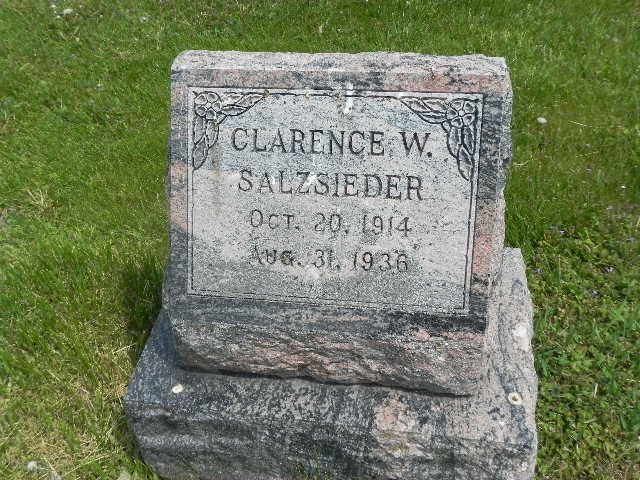 CLARENCE W.
SALZSIEDER
OCT. 20, 1914
AUG. 31, 1936